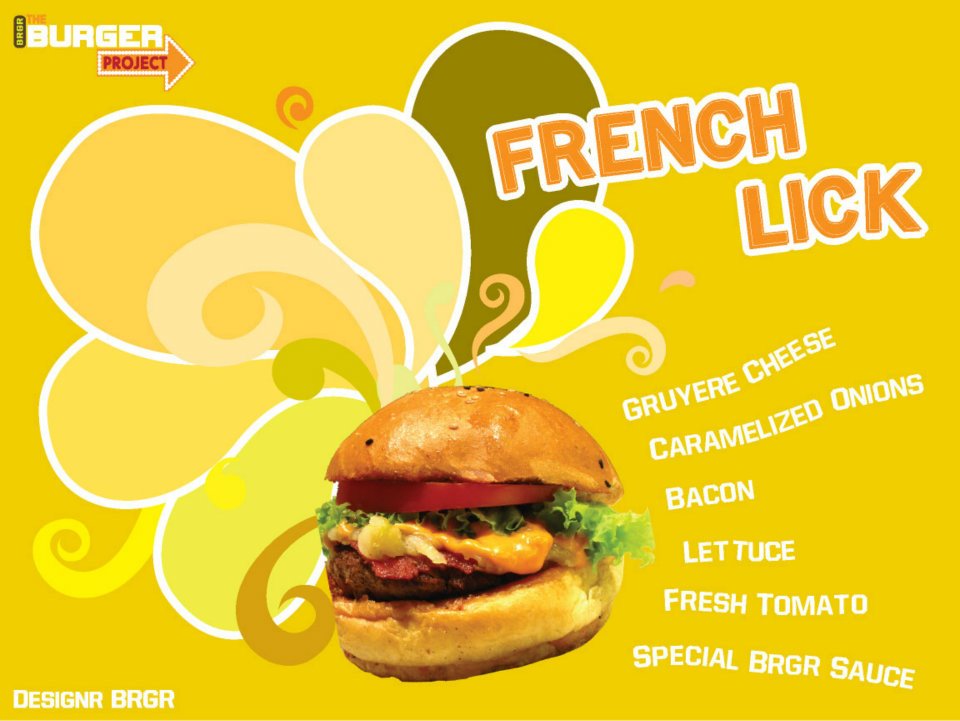 BRGR
THE
BURGER
PROJECT
FRENCH
LICK
GRUYERE CHEESE
CARAMELIZED ONIONS
BACON
LETTUCE
FRESH TOMATO
SPECIAL BRGR SAUCE
DESIGNR BRGR